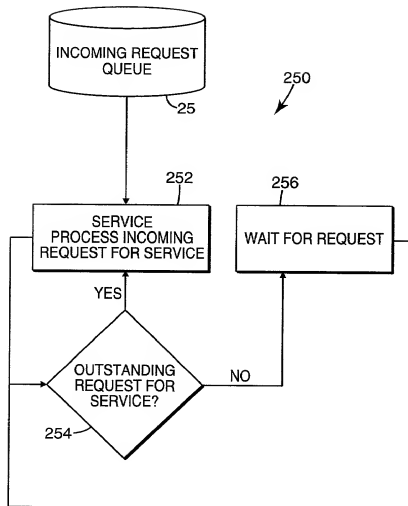 INCOMING REQUEST
QUEUE
25
250
252
SERVICE
PROCESS INCOMING
REQUEST FOR SERVICE
256
WAIT FOR REQUEST
YES
OUTSTANDING
REQUEST FOR
SERVICE?
NO
254